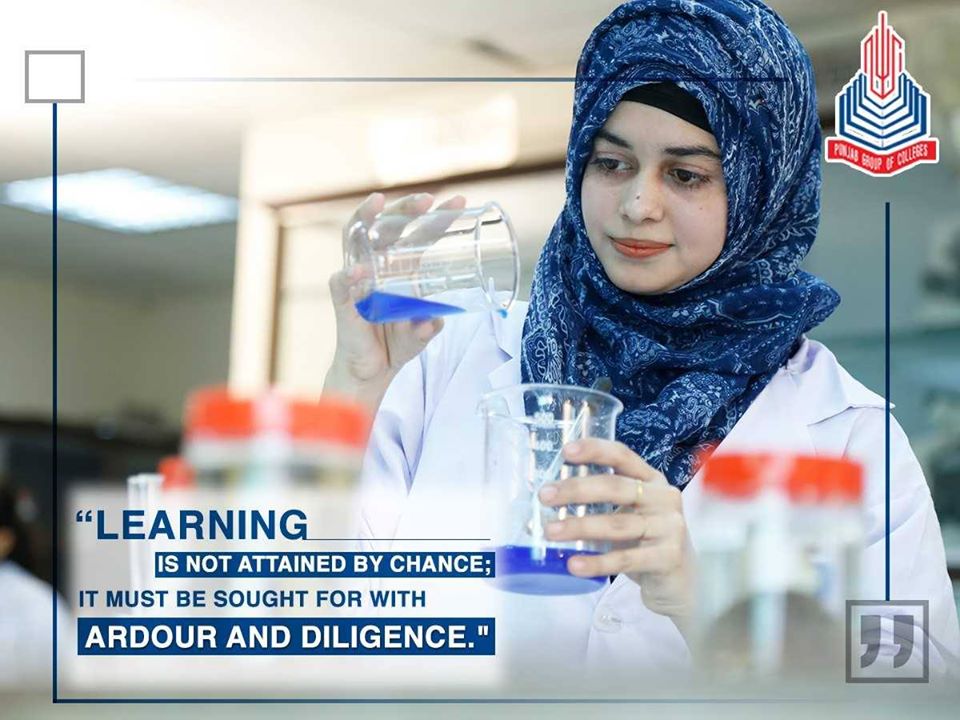 PUNJAB GROUP OF COLLEGES
“LEARNING
IS NOT ATTAINED BY CHANCE;
IT MUST BE SOUGHT FOR WITH
ARDOUR AND DILIGENCE."